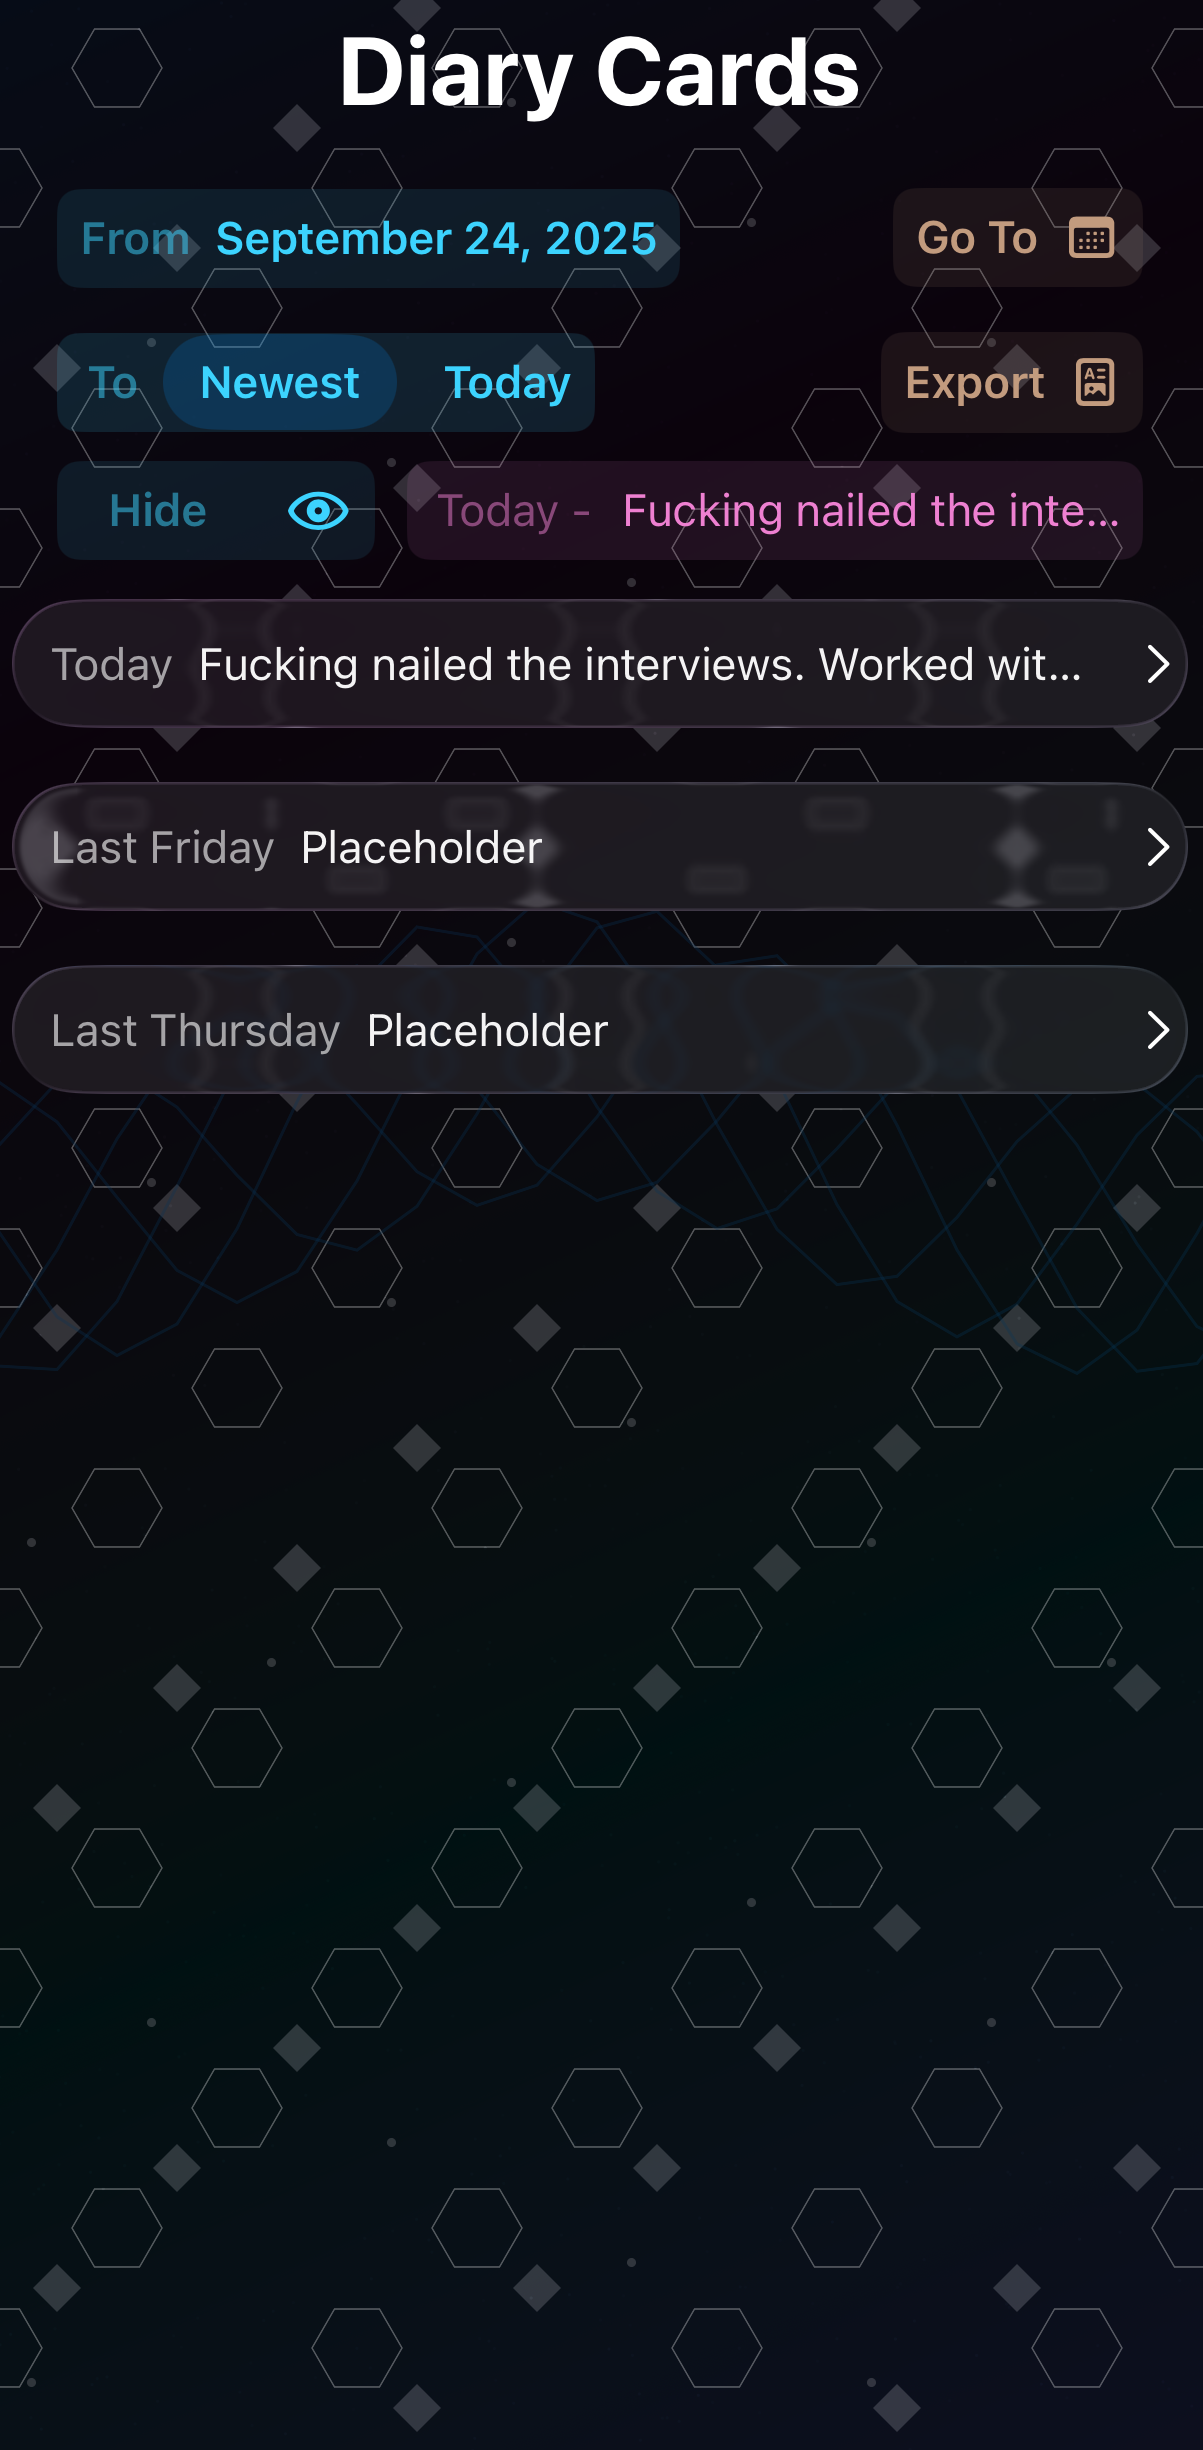 Diary Cards
From September 24, 2025
Go To
To Newest Today
Export
Hide
Today - Fucking nailed the inte...
Today Fucking nailed the interviews. Worked wit...
Last Friday Placeholder
Last Thursday Placeholder